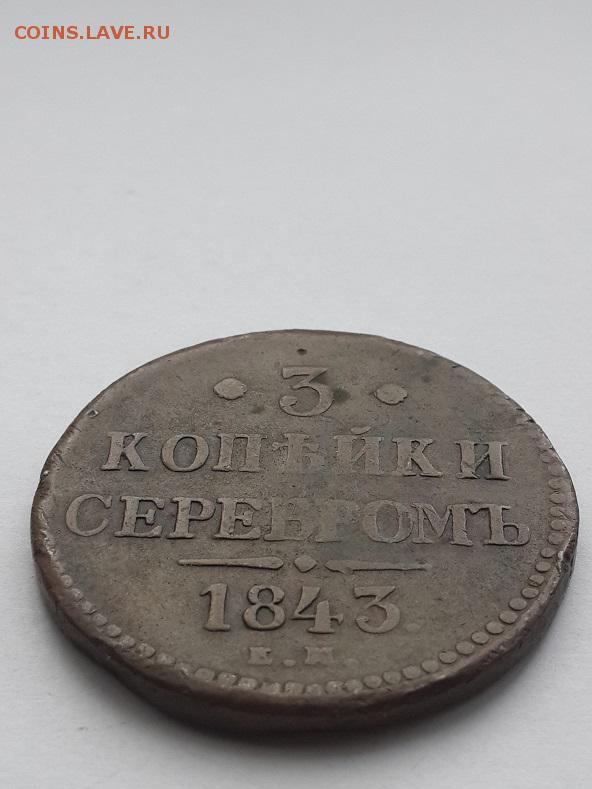 COINS.LAVE.RU
• 3 •
КОПѢЙКИ
СЕРЕБРОМЪ
1843.
Е.М.